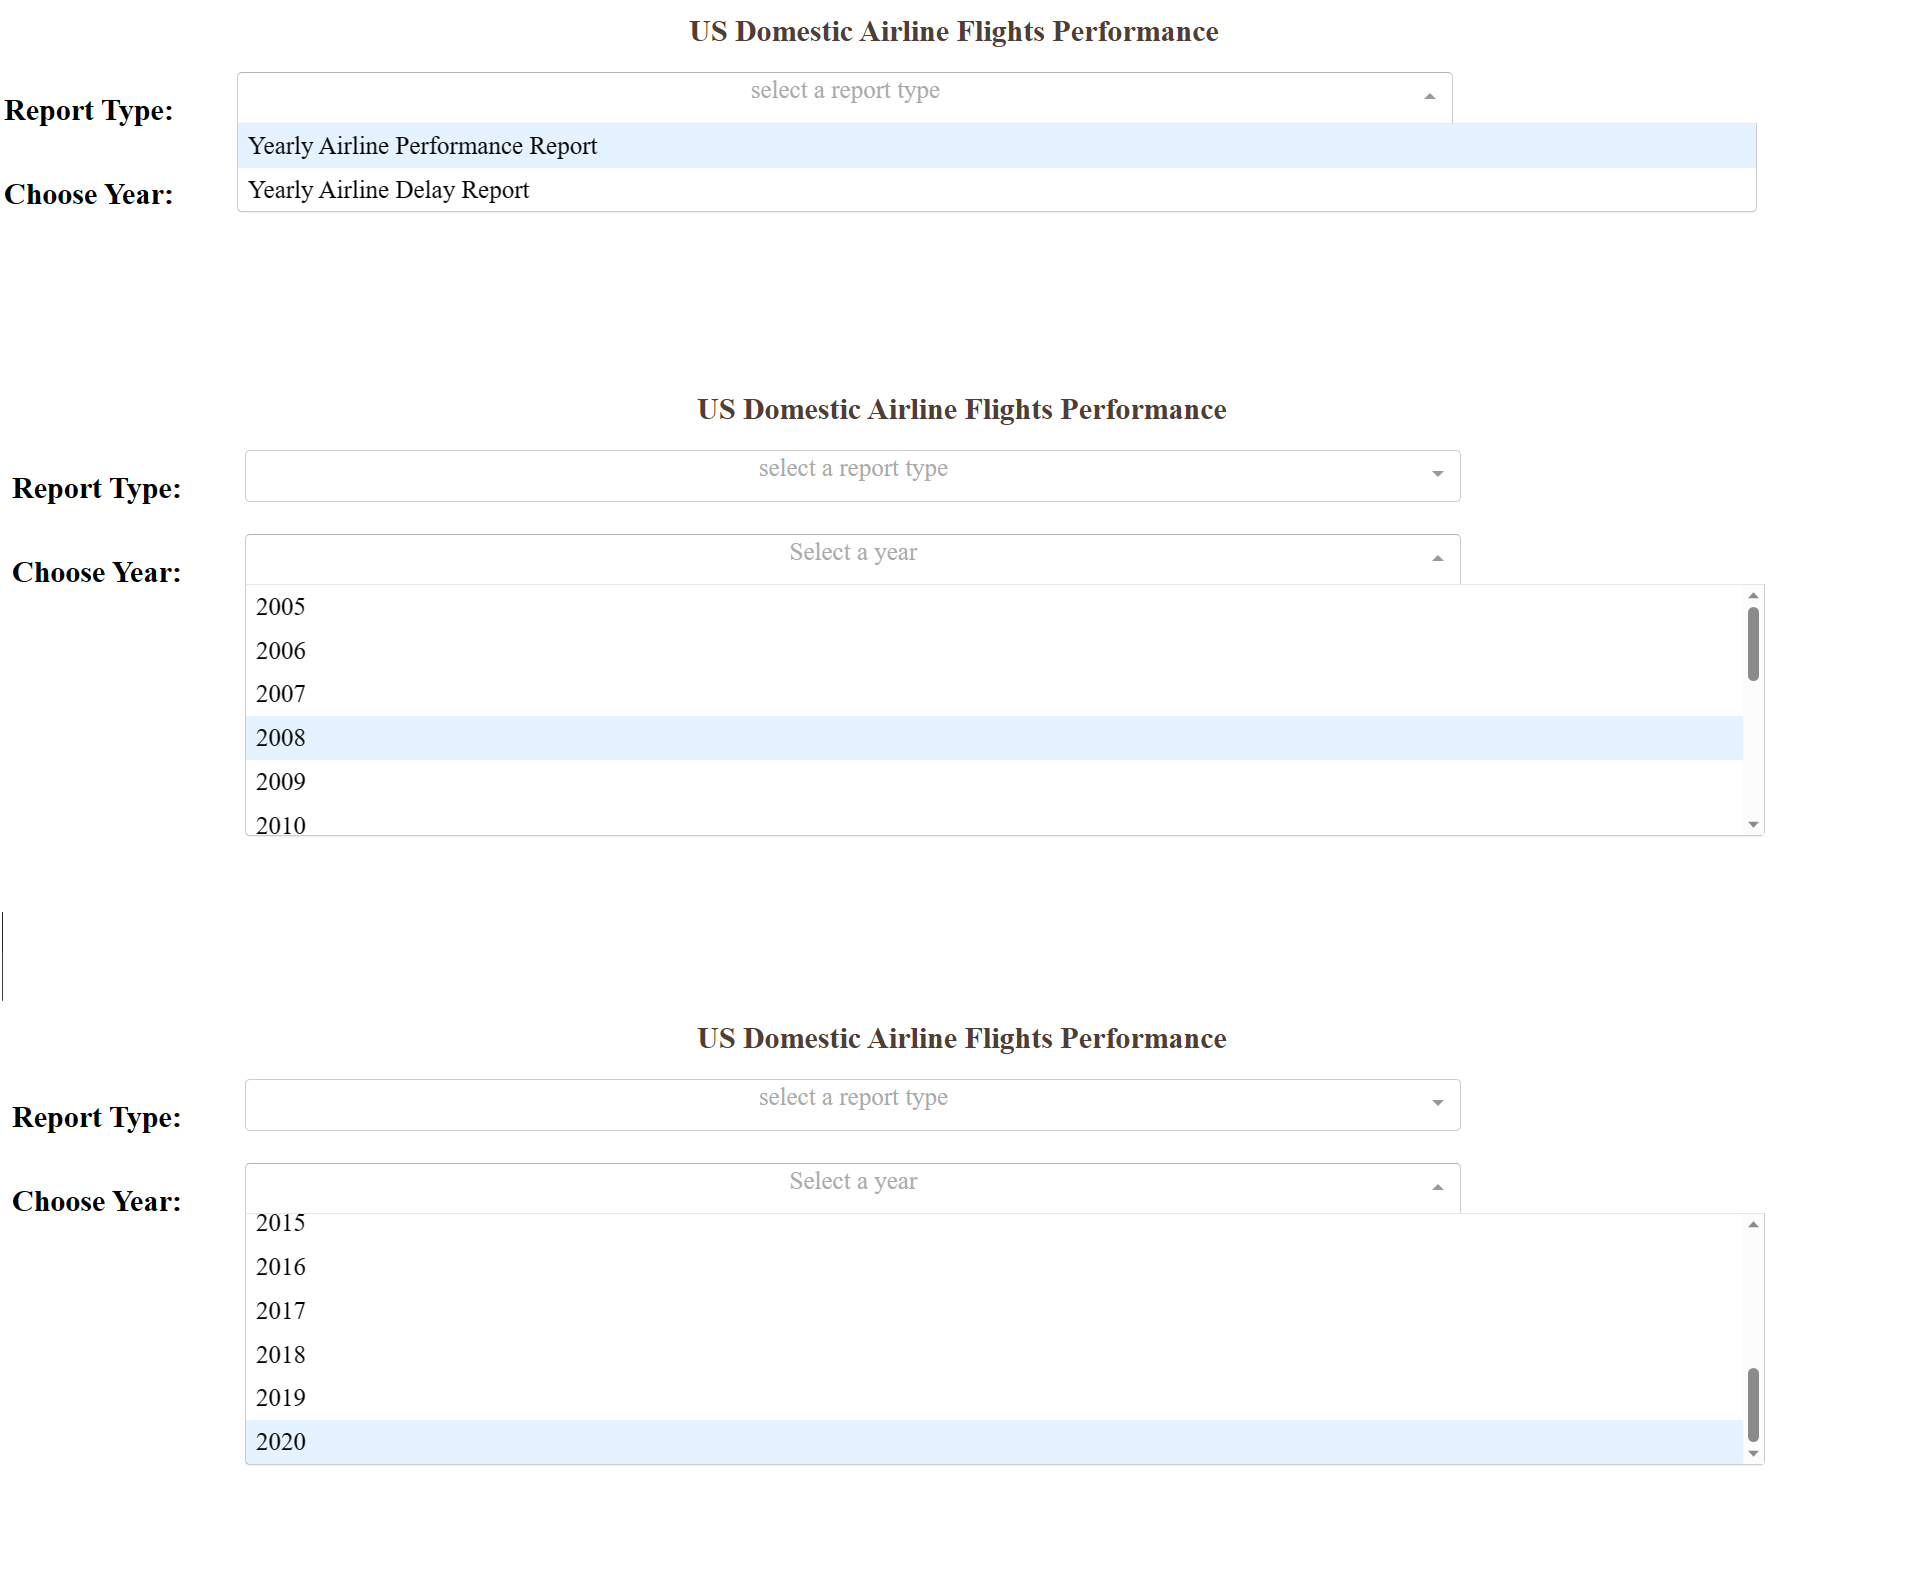 US Domestic Airline Flights Performance
select a report type
Report Type:
Yearly Airline Performance Report
Choose Year:
Yearly Airline Delay Report
US Domestic Airline Flights Performance
select a report type
Report Type:
Select a year
Choose Year:
2005
2006
2007
2008
2009
2010
US Domestic Airline Flights Performance
select a report type
Report Type:
Select a year
Choose Year:
2015
2016
2017
2018
2019
2020